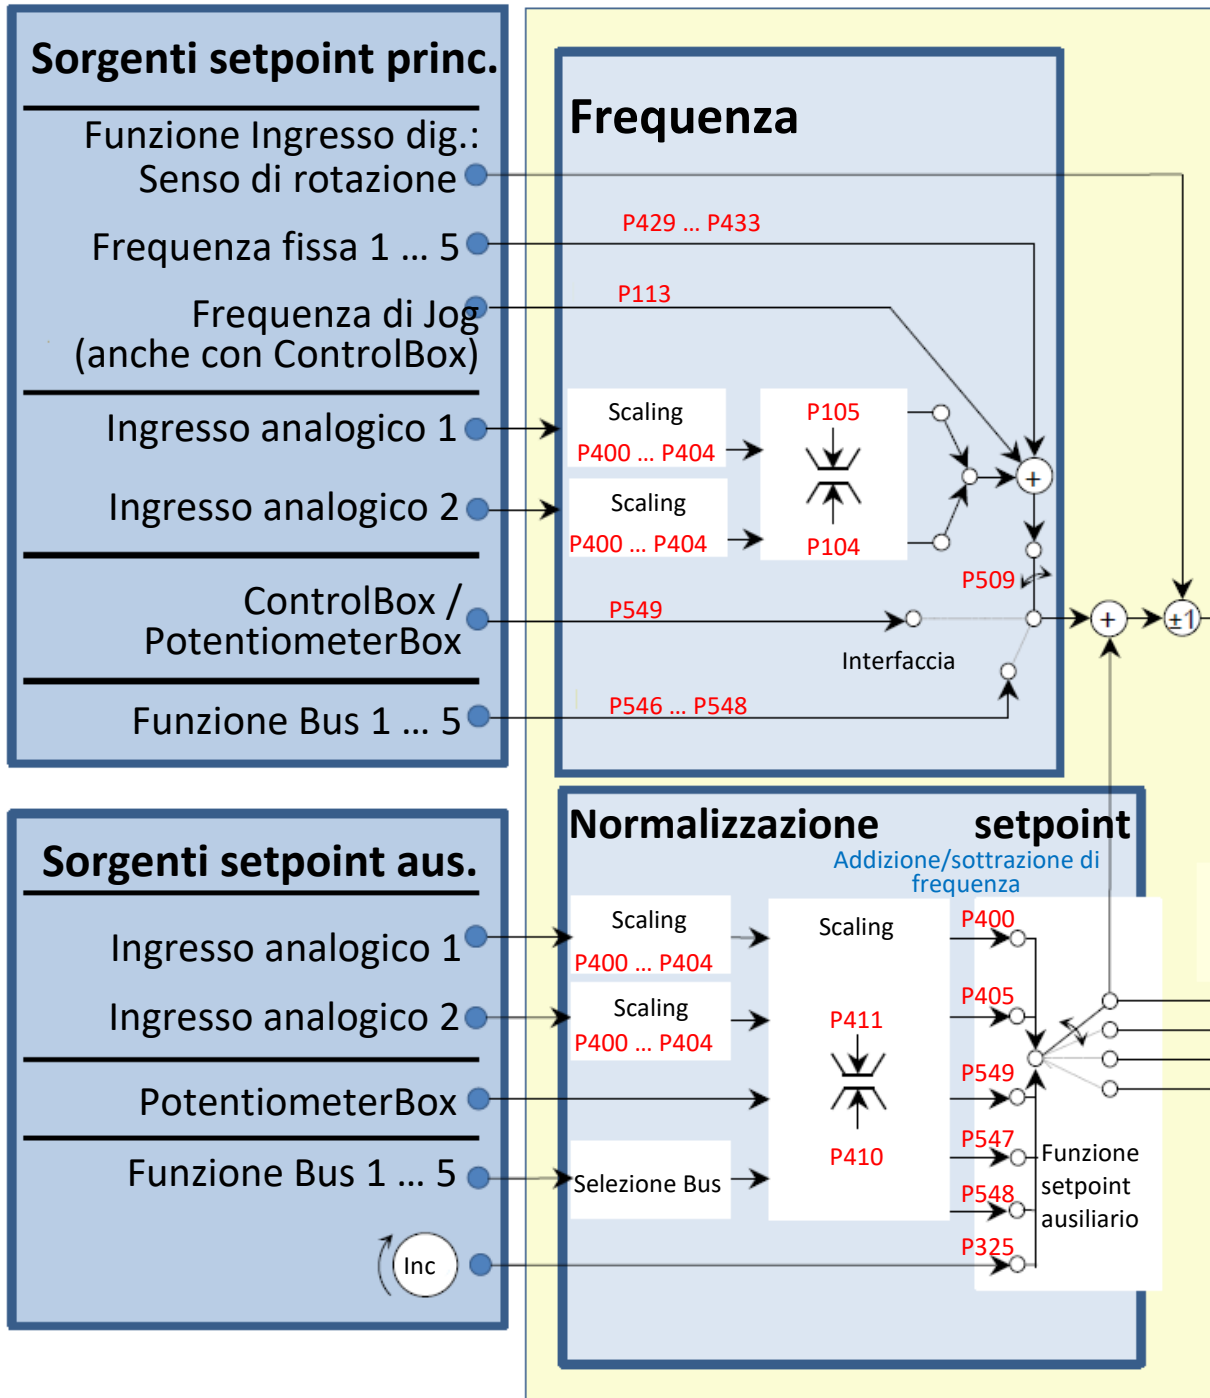 Sorgenti setpoint princ.
Funzione Ingresso dig.:
Senso di rotazione
Frequenza fissa 1 ... 5
Frequenza di Jog
(anche con ControlBox)
Ingresso analogico 1
Ingresso analogico 2
ControlBox /
PotentiometerBox
Funzione Bus 1 ... 5
Frequenza
P429 ... P433
P113
Scaling
P400 ... P404
Scaling
P400 ... P404
P105
P104
+
P509
P549
Interfaccia
P546 ... P548
+
±1
Sorgenti setpoint aus.
Ingresso analogico 1
Ingresso analogico 2
PotentiometerBox
Funzione Bus 1 ... 5
Inc
Normalizzazione setpoint
Addizione/sottrazione di
frequenza
Scaling
P400 ... P404
Scaling
P400 ... P404
Selezione Bus
Scaling
P411
P410
P400
P405
P549
P547
P548
P325
Funzione
setpoint
ausiliario